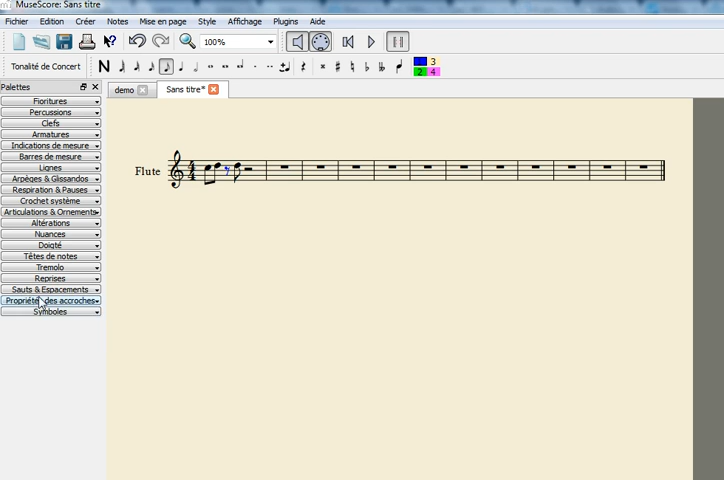 MuseScore: Sans titre
Fichier Edition Créer Notes Mise en page Style Affichage Plugins Aide
100%
Tonalité de Concert N 1 3
2 4
Palettes
demo Sans titre*
Fioritures
Percussions
Clefs
Armatures
Indications de mesure
Barres de mesure
Lignes
Arpèges & Glissandos
Respiration & Pauses
Crochet système
Articulations & Ornements
Altérations
Nuances
Doigté
Têtes de notes
Tremolo
Reprises
Sauts & Espacements
Propriétés des accroches
Symboles
Flute
4
4